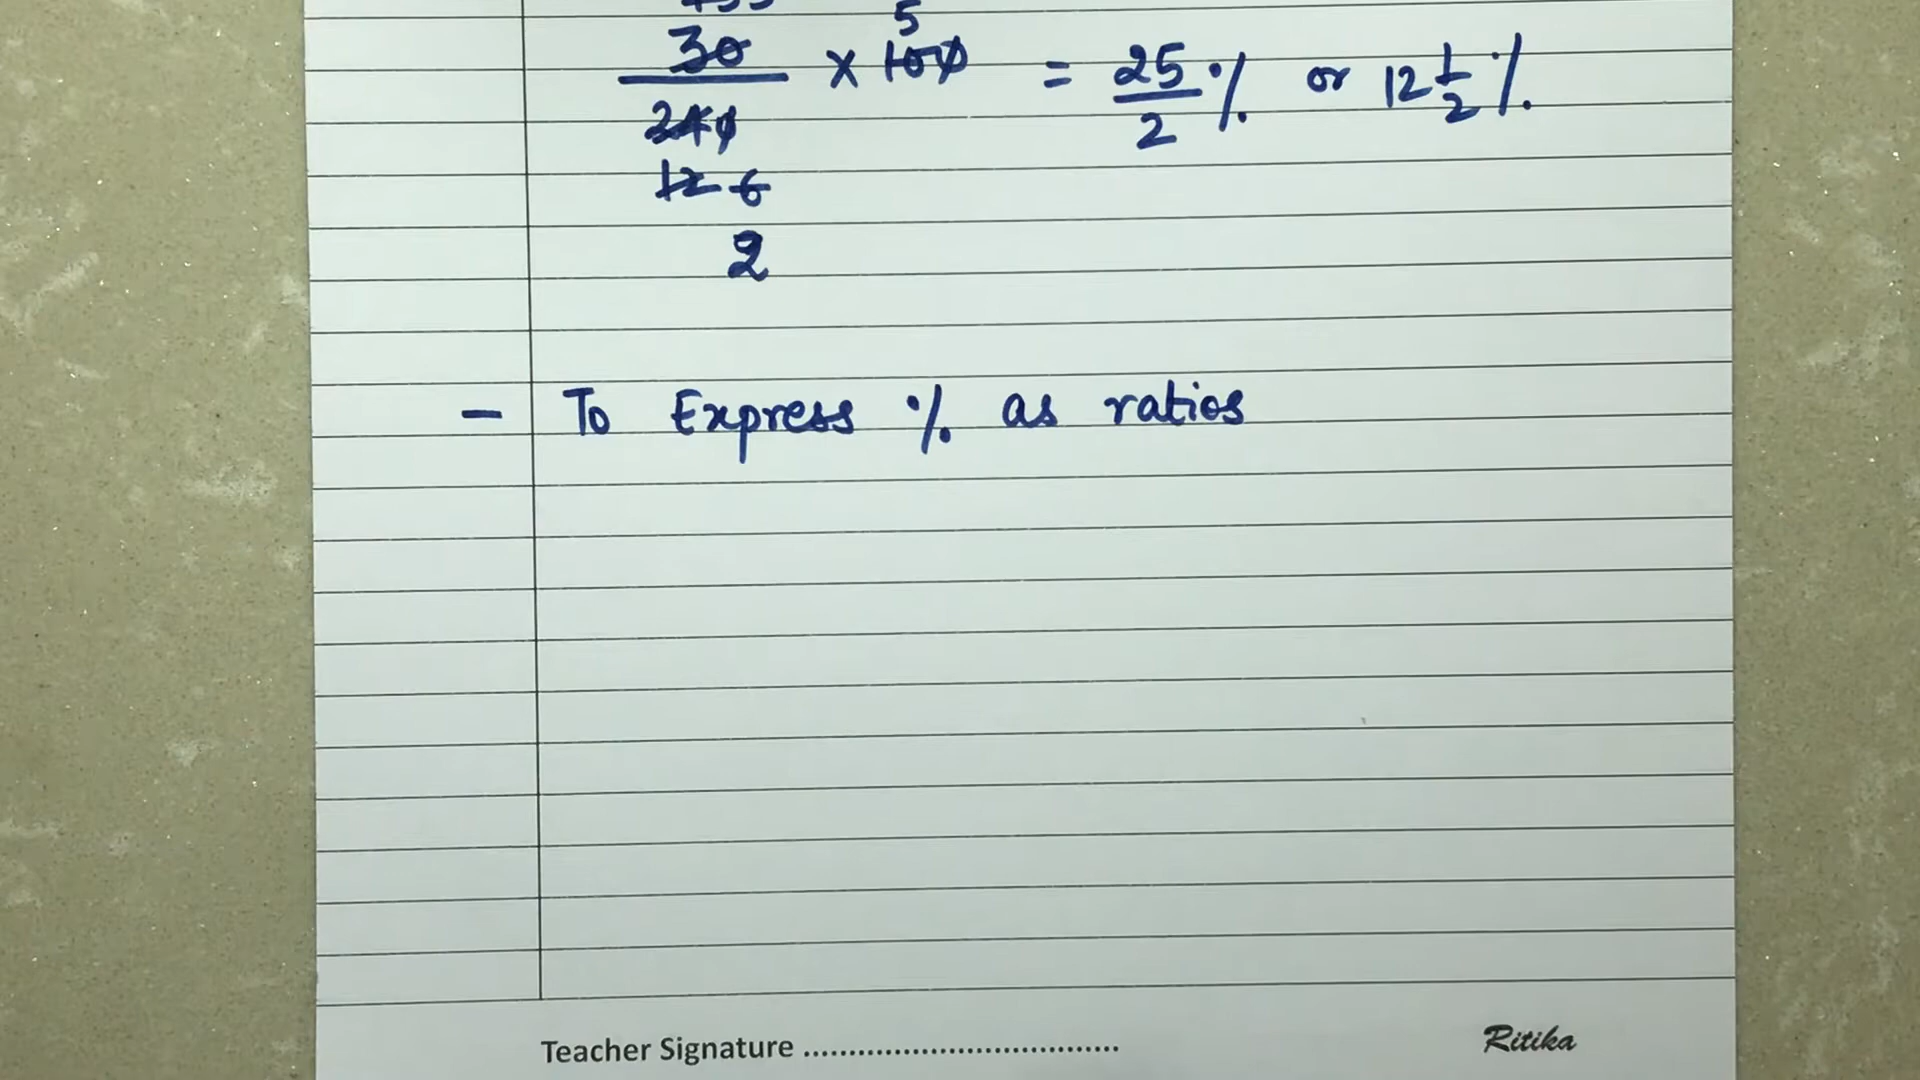 5
30 × 100 = 25/2 % or 12 1/2 %
240
12 6
2
- To Express % as ratios
Teacher Signature ....................................
Ritika